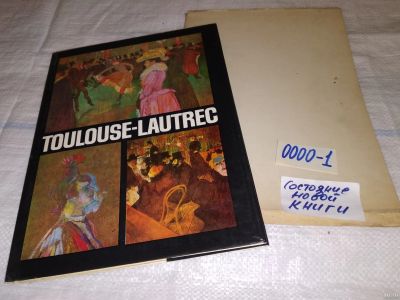 TOULOUSE-LAUTREC
0000-1
Состояние
новой
книги